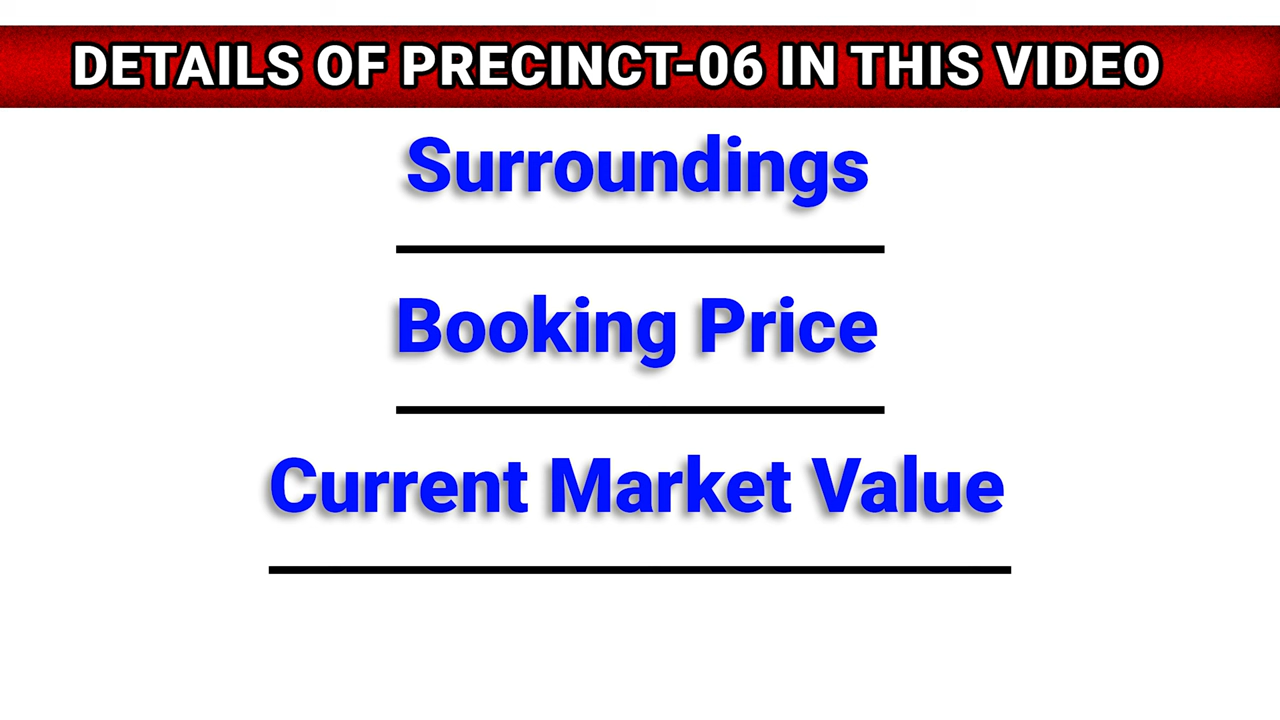 DETAILS OF PRECINCT-06 IN THIS VIDEO
Surroundings
Booking Price
Current Market Value